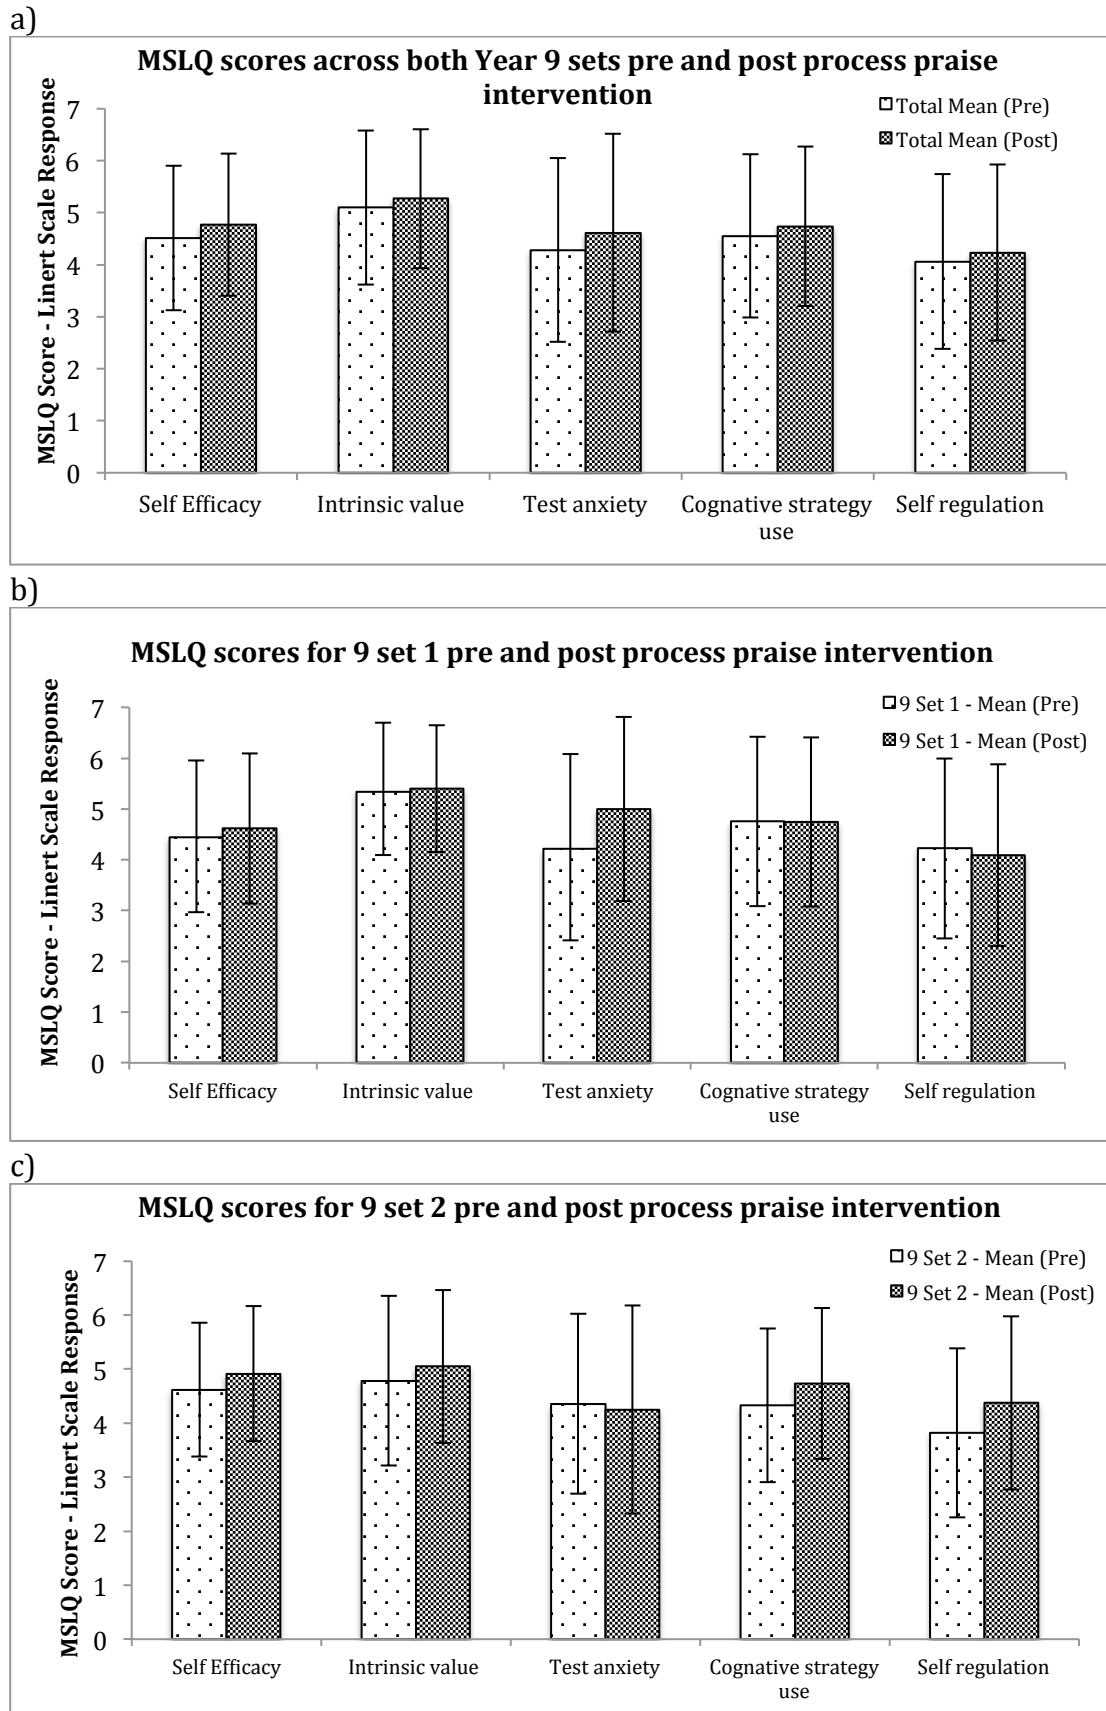 a)
MSLQ scores across both Year 9 sets pre and post process praise
intervention
MSLQ Score - Linert Scale Response
7
6
5
4
3
2
1
0
Total Mean (Pre)
Total Mean (Post)
Self Efficacy
Intrinsic value
Test anxiety
Cognative strategy
use
Self regulation
b)
MSLQ scores for 9 set 1 pre and post process praise intervention
MSLQ Score - Linert Scale Response
7
6
5
4
3
2
1
0
9 Set 1 - Mean (Pre)
9 Set 1 - Mean (Post)
Self Efficacy
Intrinsic value
Test anxiety
Cognative strategy
use
Self regulation
c)
MSLQ scores for 9 set 2 pre and post process praise intervention
MSLQ Score - Linert Scale Response
7
6
5
4
3
2
1
0
9 Set 2 - Mean (Pre)
9 Set 2 - Mean (Post)
Self Efficacy
Intrinsic value
Test anxiety
Cognative strategy
use
Self regulation